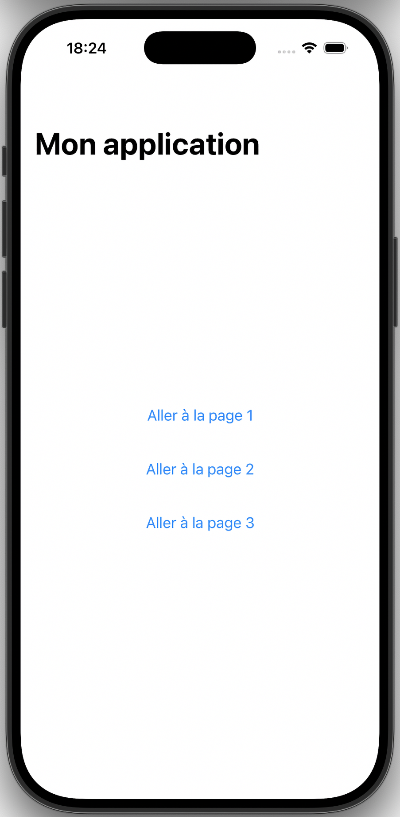 18:24
Mon application
Aller à la page 1
Aller à la page 2
Aller à la page 3